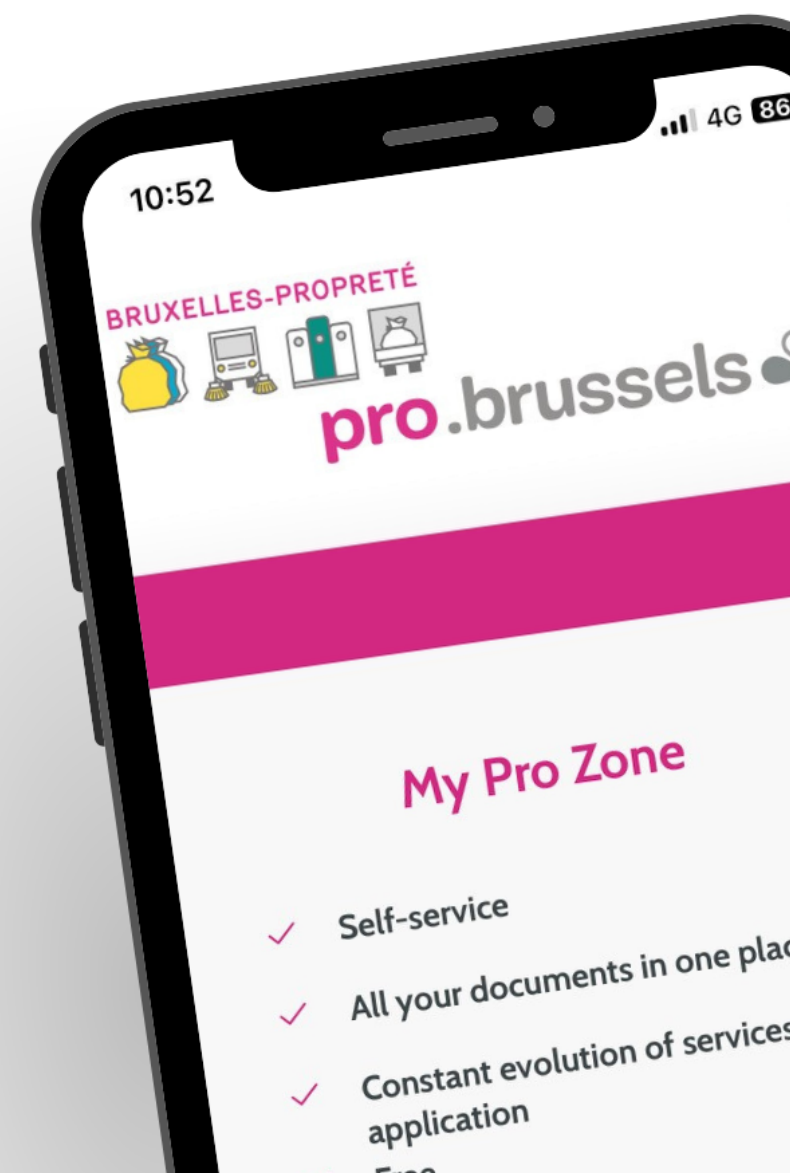 10:52
4G 86
BRUXELLES-PROPRETÉ
pro.brussels
My Pro Zone
Self-service
All your documents in one plac
Constant evolution of services
application
Free